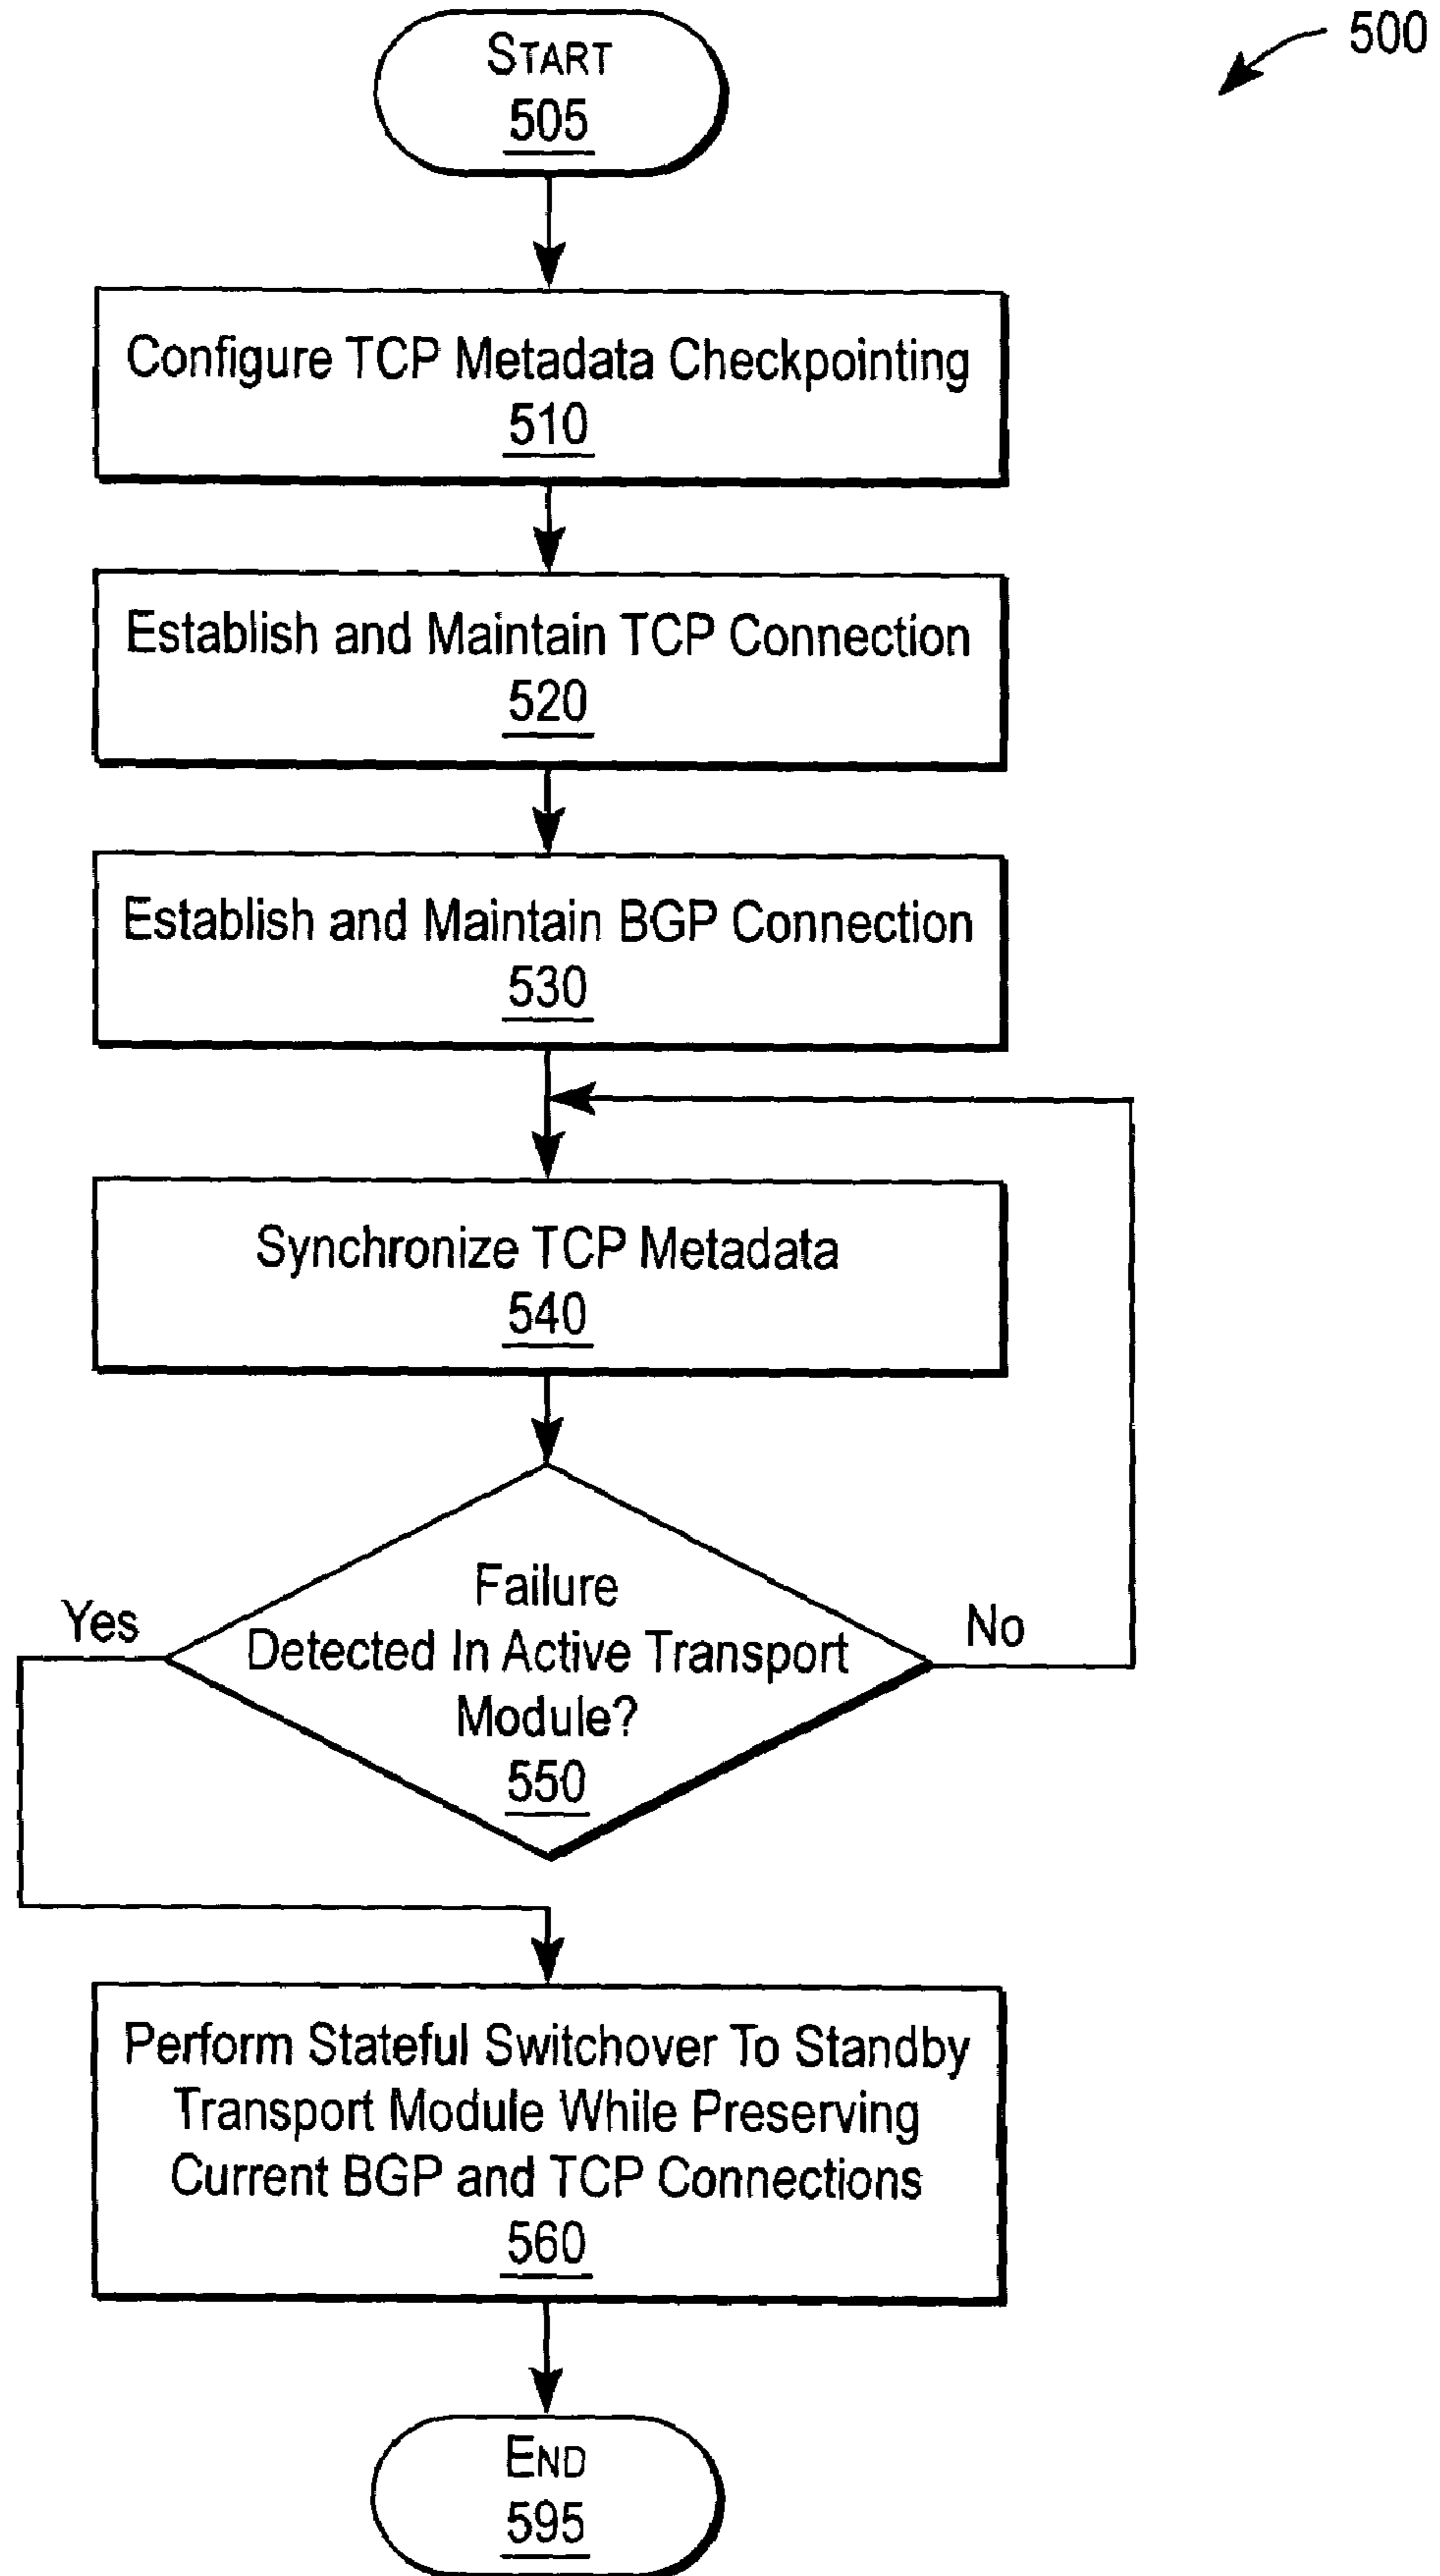 500
START
505
Configure TCP Metadata Checkpointing
510
Establish and Maintain TCP Connection
520
Establish and Maintain BGP Connection
530
Synchronize TCP Metadata
540
Failure
Detected In Active Transport
Module?
550
Yes
No
Perform Stateful Switchover To Standby
Transport Module While Preserving
Current BGP and TCP Connections
560
END
595